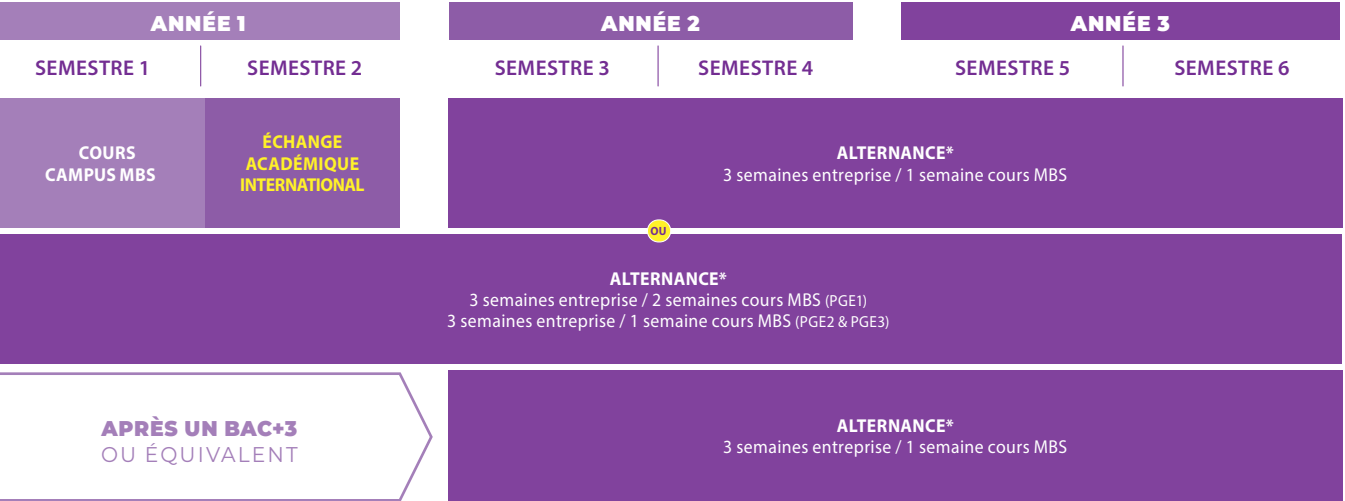 ANNÉE 1
ANNÉE 2
ANNÉE 3
SEMESTRE 1
SEMESTRE 2
SEMESTRE 3
SEMESTRE 4
SEMESTRE 5
SEMESTRE 6
COURS
CAMPUS MBS
ÉCHANGE
ACADÉMIQUE
INTERNATIONAL
ALTERNANCE*
3 semaines entreprise / 1 semaine cours MBS
OU
ALTERNANCE*
3 semaines entreprise / 2 semaines cours MBS (PGE1)
3 semaines entreprise / 1 semaine cours MBS (PGE2 & PGE3)
APRÈS UN BAC+3
OU ÉQUIVALENT
ALTERNANCE*
3 semaines entreprise / 1 semaine cours MBS